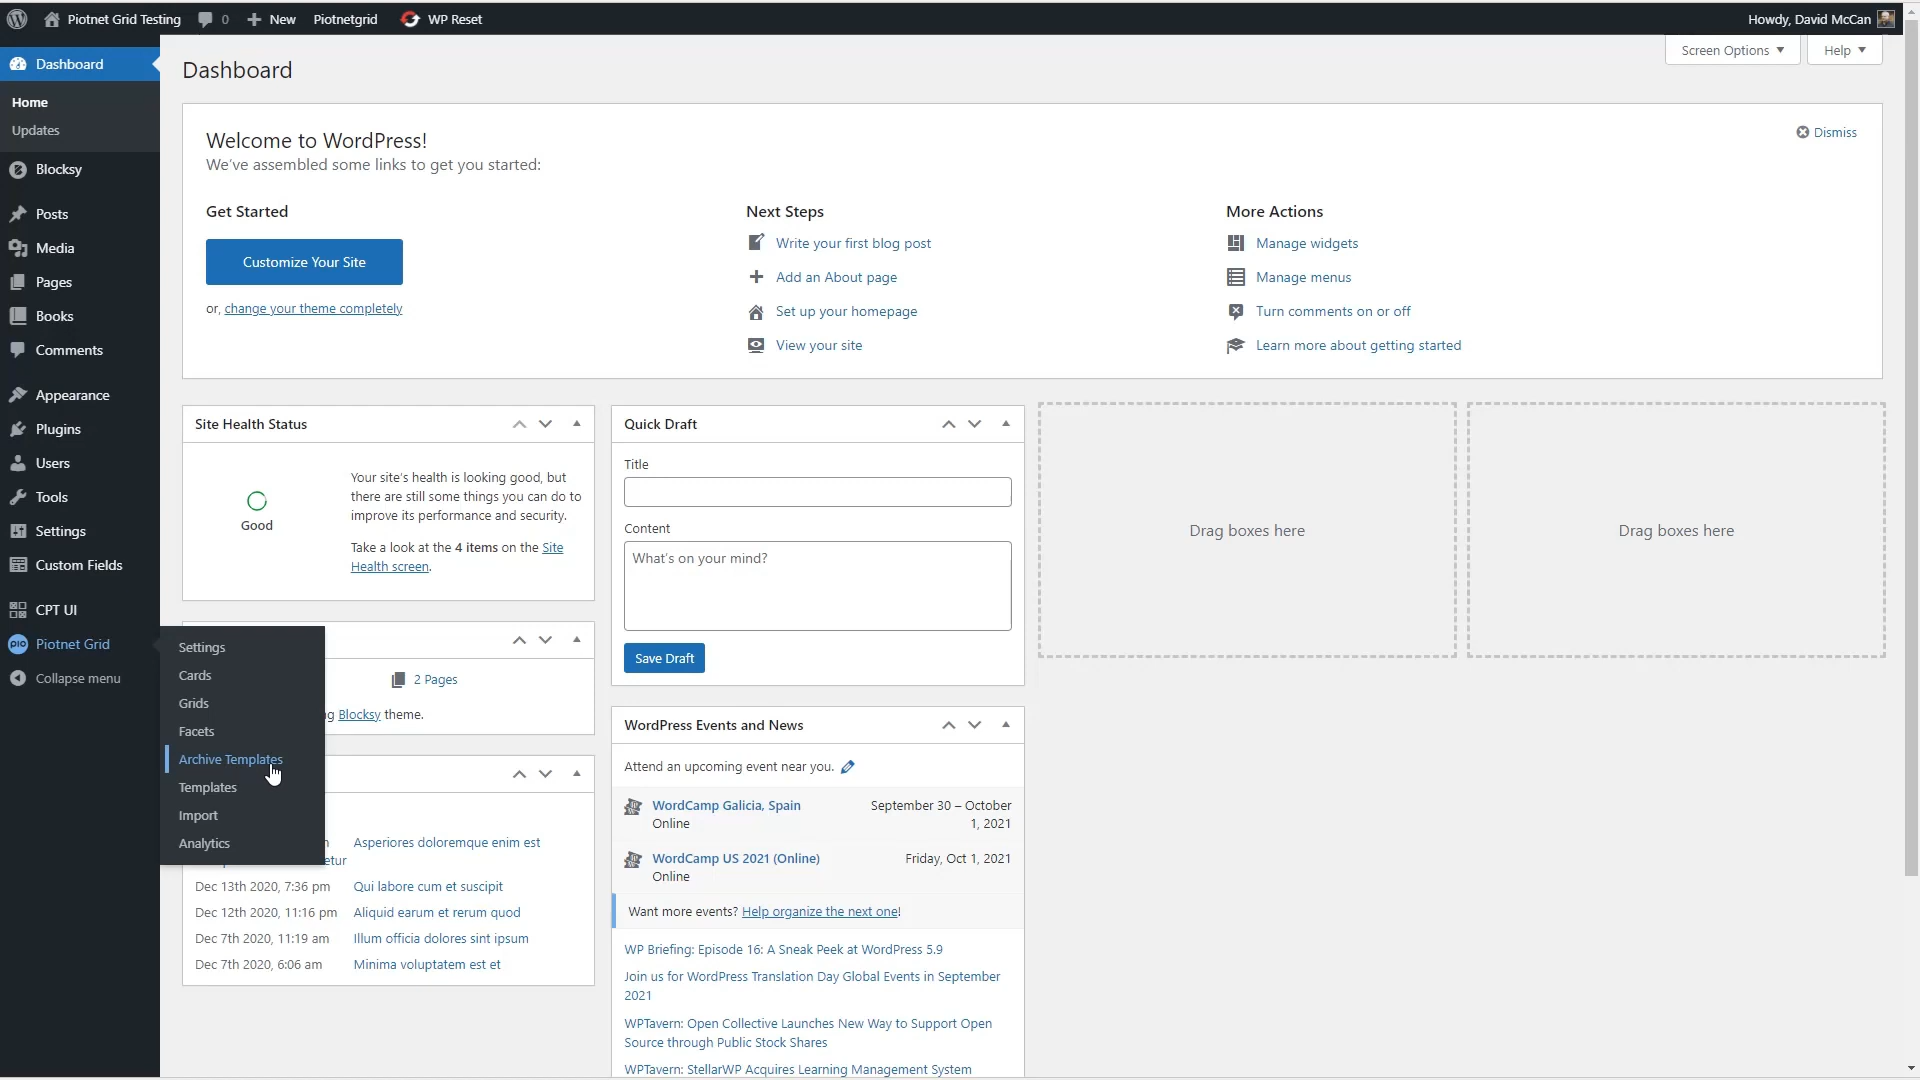 Piotnet Grid Testing 0 New Piotnetgrid WP Reset Howdy, David McCan
Screen Options Help
Dashboard
Home
Updates
Blocksy
Posts
Media
Pages
Books
Comments
Appearance
Plugins
Users
Tools
Settings
Custom Fields
CPT UI
pio Piotnet Grid
Collapse menu
Settings
Cards
Grids
Facets
Archive Templates
Templates
Import
Analytics
Dashboard
Welcome to WordPress!
We've assembled some links to get you started:
Dismiss
Get Started
Customize Your Site
or, change your theme completely
Next Steps
Write your first blog post
Add an About page
Set up your homepage
View your site
More Actions
Manage widgets
Manage menus
Turn comments on or off
Learn more about getting started
Site Health Status
Good
Your site's health is looking good, but
there are still some things you can do to
improve its performance and security.
Take a look at the 4 items on the Site
Health screen.
2 Pages
ng Blocksy theme.
Asperiores doloremque enim est
etur
Dec 13th 2020, 7:36 pm Qui labore cum et suscipit
Dec 12th 2020, 11:16 pm Aliquid earum et rerum quod
Dec 7th 2020, 11:19 am Illum officia dolores sint ipsum
Dec 7th 2020, 6:06 am Minima voluptatem est et
Quick Draft
Title
Content
What's on your mind?
Save Draft
WordPress Events and News
Attend an upcoming event near you.
WordCamp Galicia, Spain September 30 – October
Online 1, 2021
WordCamp US 2021 (Online) Friday, Oct 1, 2021
Online
Want more events? Help organize the next one!
WP Briefing: Episode 16: A Sneak Peek at WordPress 5.9
Join us for WordPress Translation Day Global Events in September
2021
WPTavern: Open Collective Launches New Way to Support Open
Source through Public Stock Shares
WPTavern: StellarWP Acquires Learning Management System
Drag boxes here
Drag boxes here